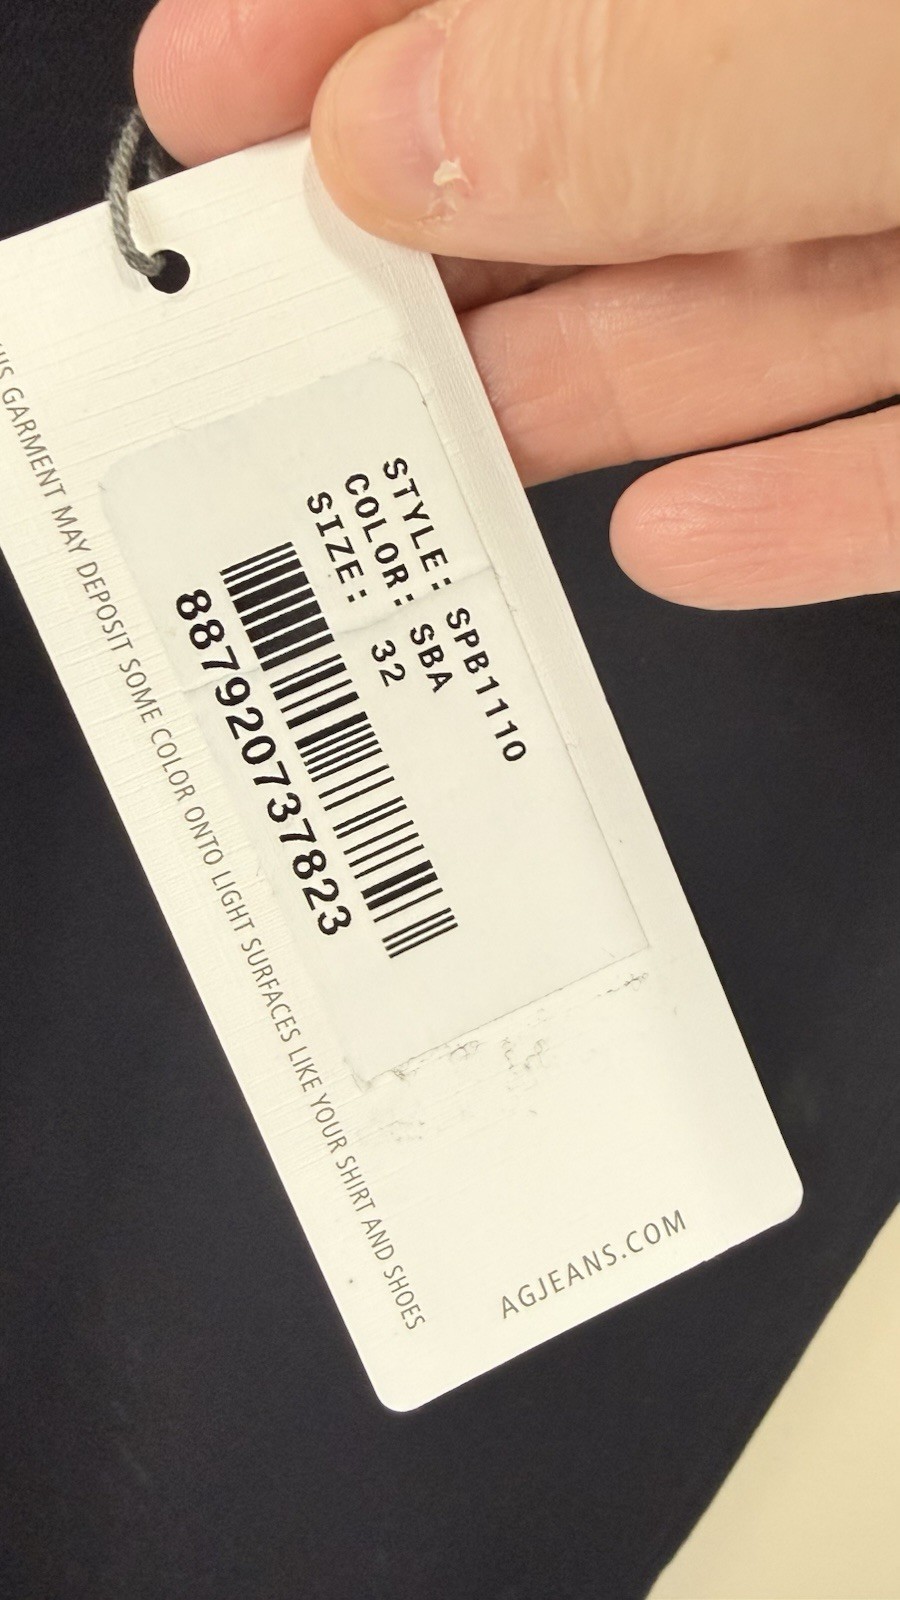 STYLE: SPB1110
COLOR: SBA
SIZE: 32
887920737823
GARMENT MAY DEPOSIT SOME COLOR ONTO LIGHT SURFACES LIKE YOUR SHIRT AND SHOES
AGJEANS.COM